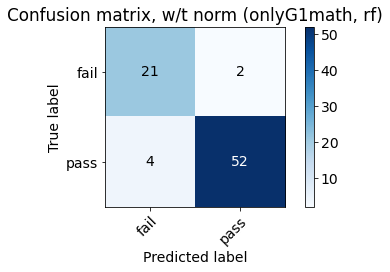 Confusion matrix, w/t norm (onlyG1math, rf)
True label
fail
pass
21
2
4
52
fail
pass
Predicted label
50
40
30
20
10